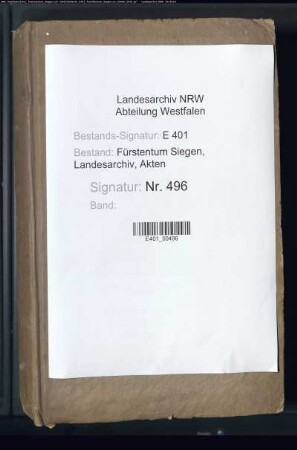 Landesarchiv NRW
Abteilung Westfalen
Bestands-Signatur: E 401
Bestand: Fürstentum Siegen,
Landesarchiv, Akten
Signatur: Nr. 496
Band:
E401_00496